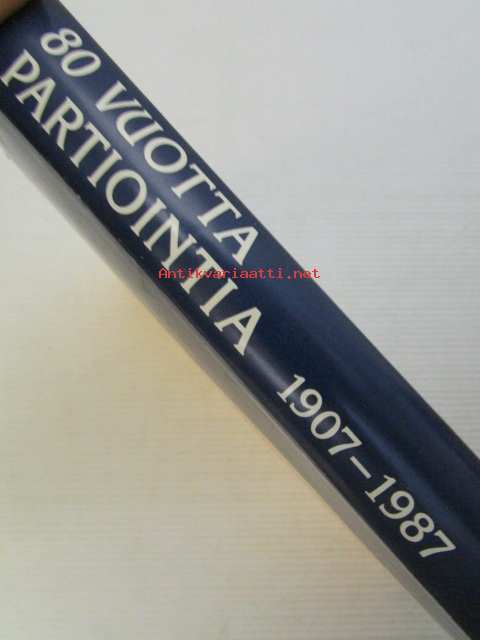 80 VUOTTA
PARTIOINTIA
1907–1987
Antikvariaatti.net